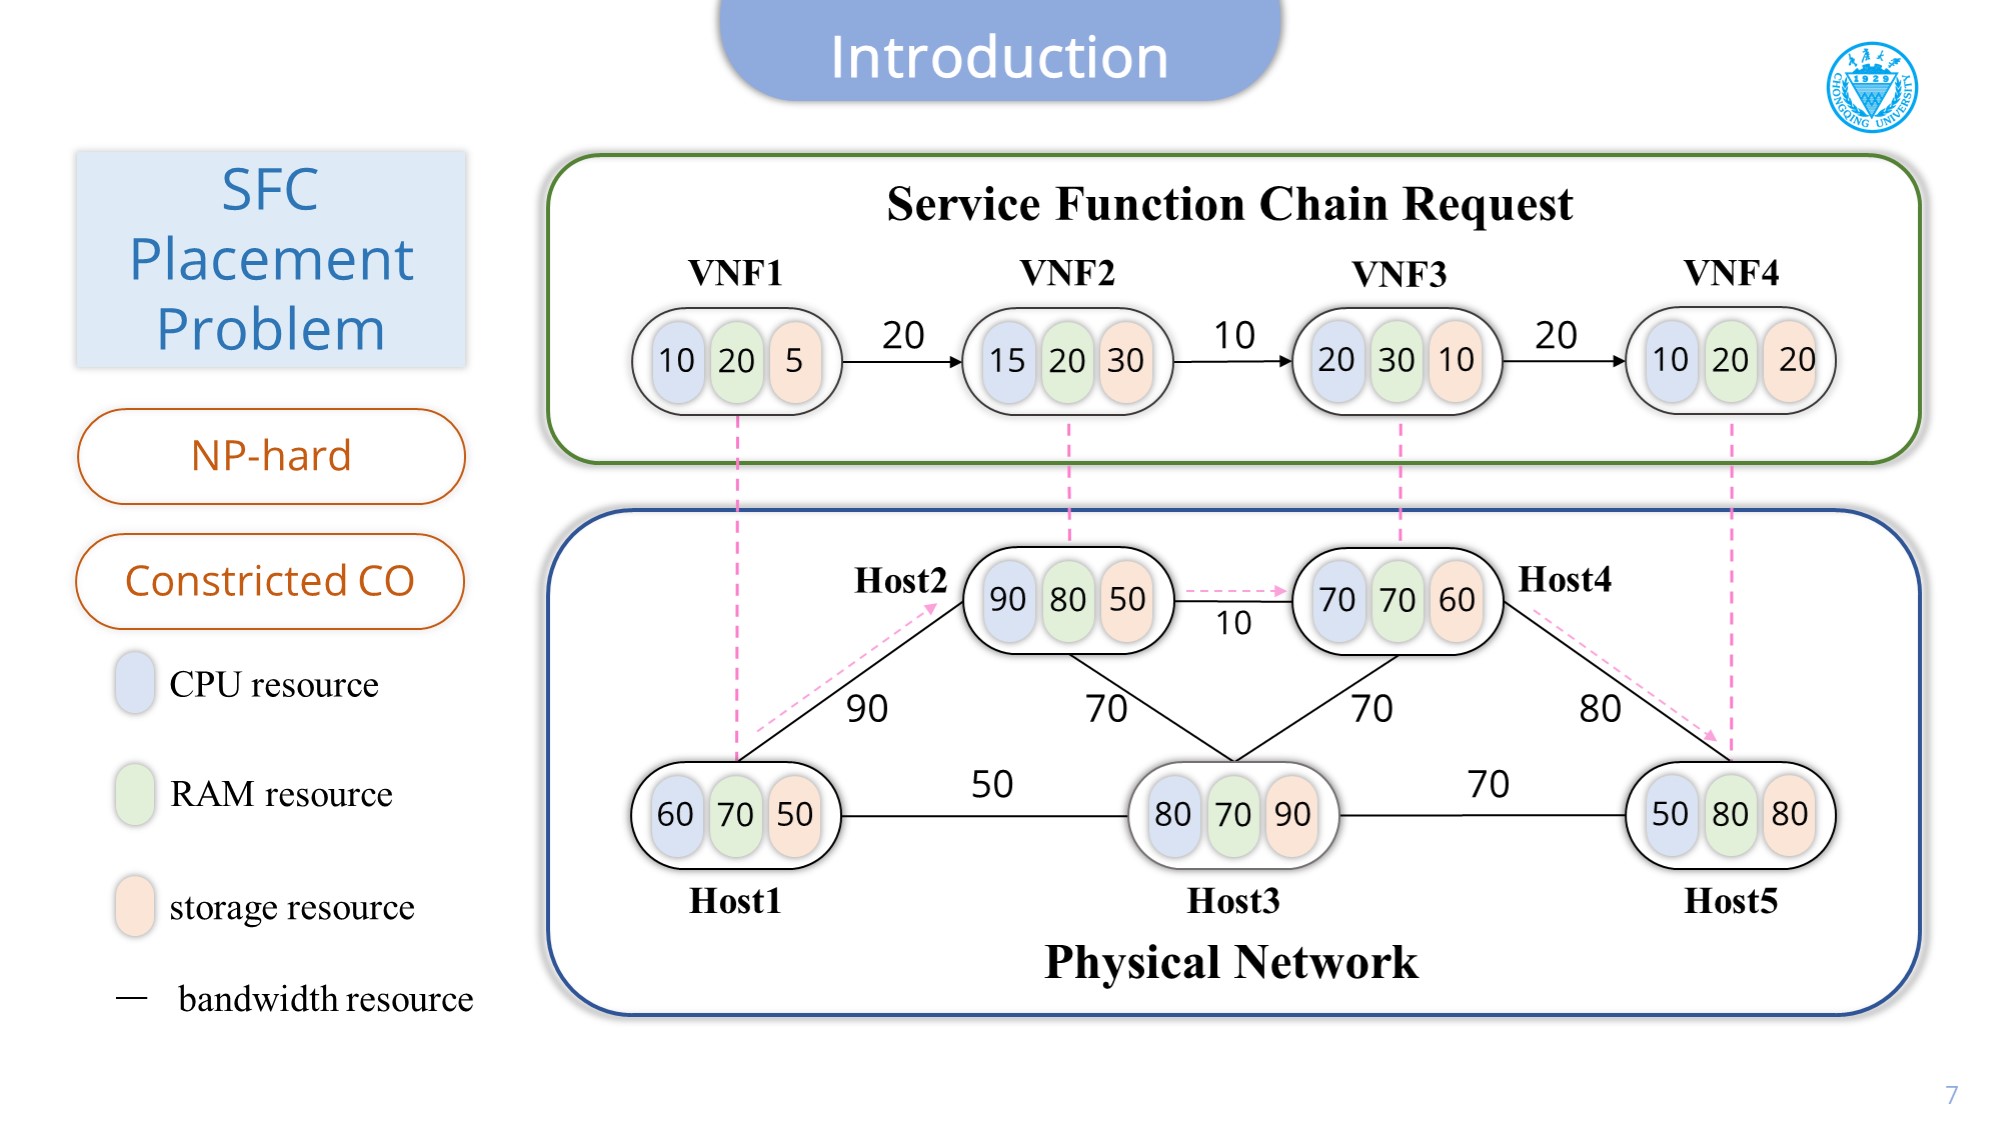 Introduction
CHONGQING UNIVERSITY
1929
SFC
Placement
Problem
NP-hard
Constricted CO
CPU resource
RAM resource
storage resource
bandwidth resource
Service Function Chain Request
VNF1 VNF2 VNF3 VNF4
10 20 5 20 15 20 30 10 20 30 10 20 10 20 20
Host2 90 80 50 10 70 70 60 Host4
90 70 70 80
50 70
60 70 50 80 70 90 50 80 80
Host1 Host3 Host5
Physical Network
7